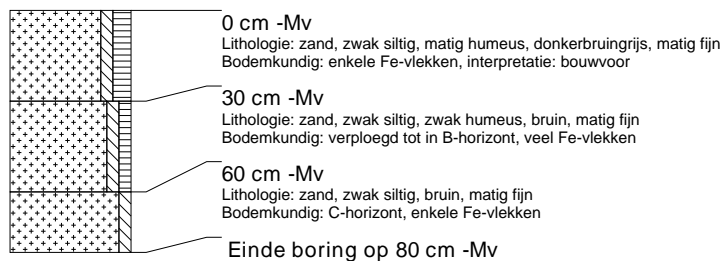 0 cm -Mv
Lithologie: zand, zwak siltig, matig humeus, donkerbruingrijs, matig fijn
Bodemkundig: enkele Fe-vlekken, interpretatie: bouwvoor
30 cm -Mv
Lithologie: zand, zwak siltig, zwak humeus, bruin, matig fijn
Bodemkundig: verploegd tot in B-horizont, veel Fe-vlekken
60 cm -Mv
Lithologie: zand, zwak siltig, bruin, matig fijn
Bodemkundig: C-horizont, enkele Fe-vlekken
Einde boring op 80 cm -Mv